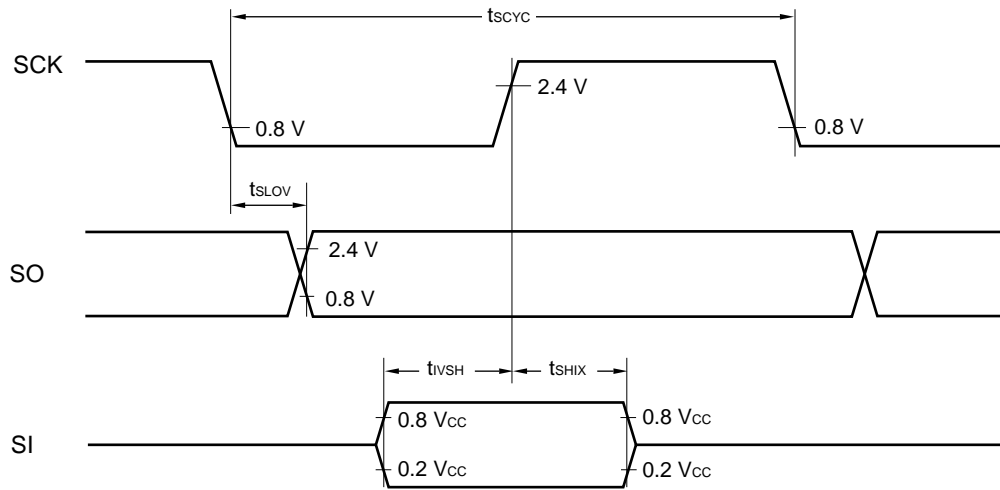 tSCYC
SCK
2.4 V
0.8 V
0.8 V
tSLOV
2.4 V
SO
0.8 V
tIVSH
tSHIX
0.8 VCC
0.8 VCC
SI
0.2 VCC
0.2 VCC